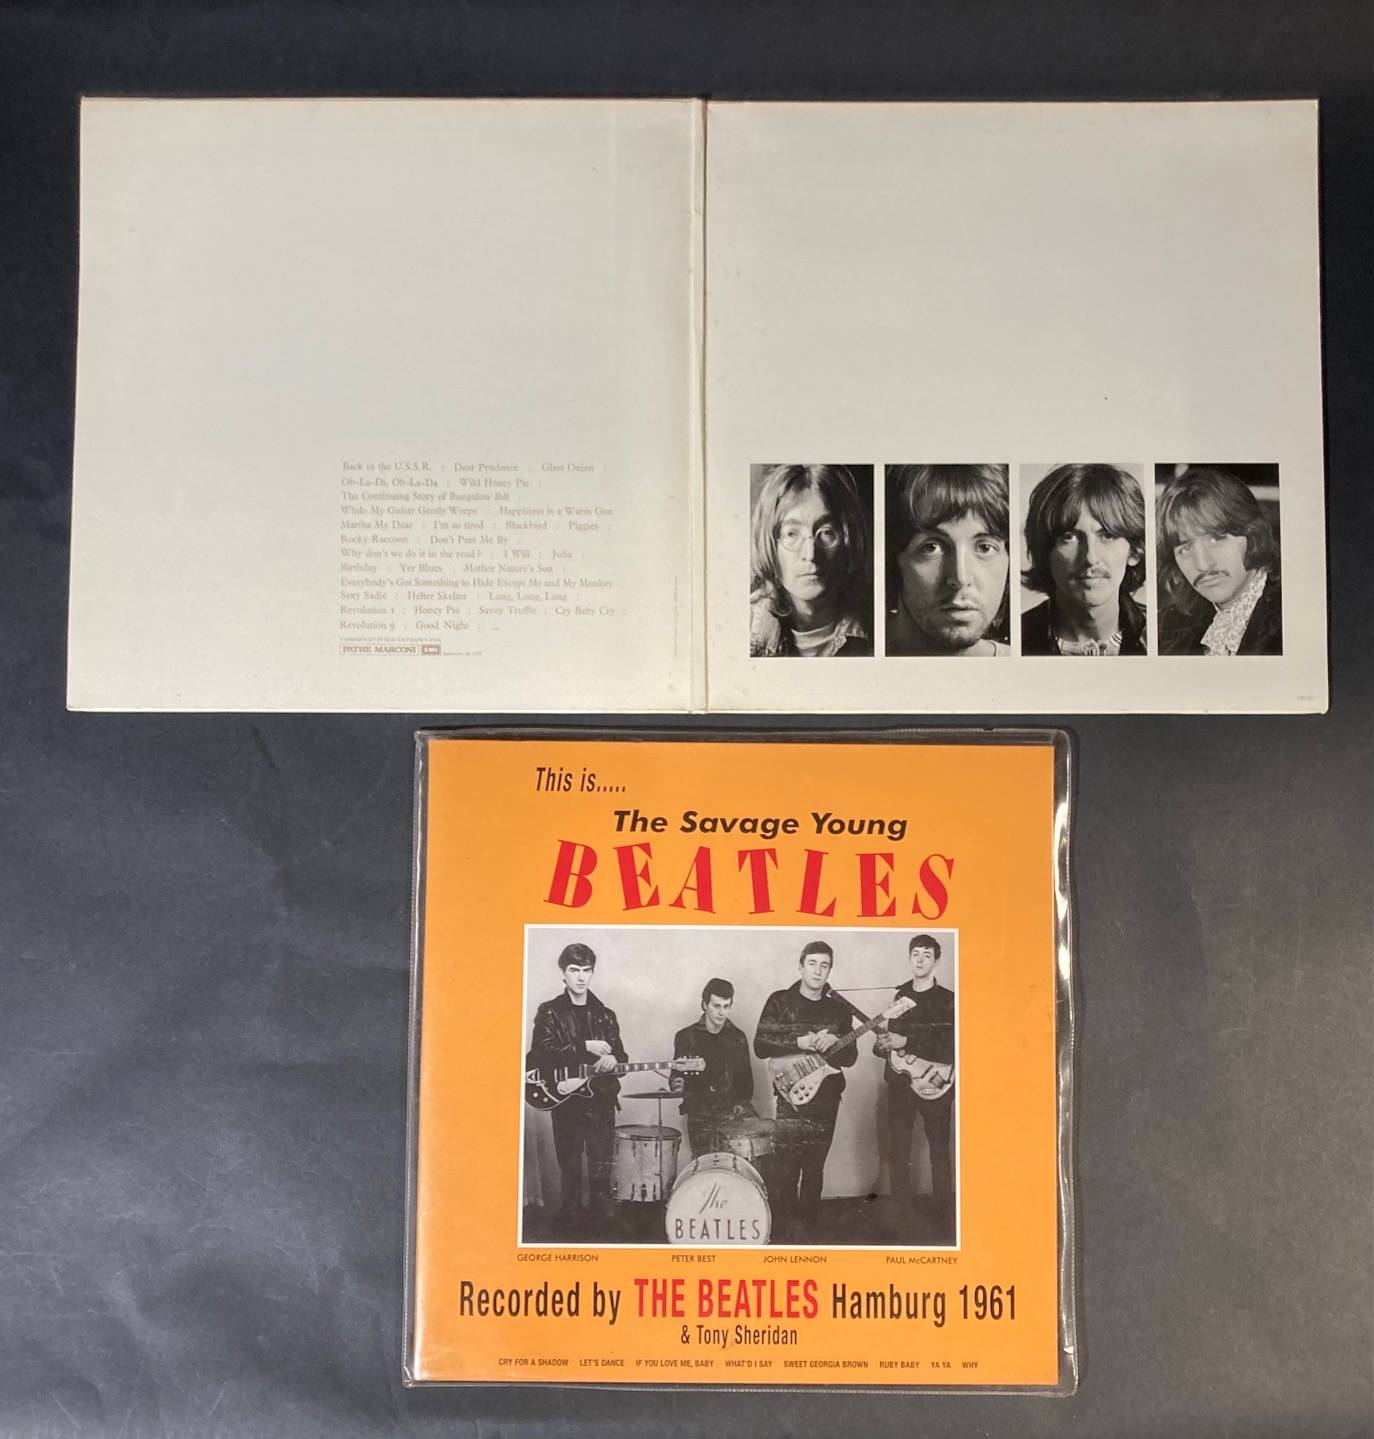 Back in the U.S.S.R. : Dear Prudence : Glass Onion :
Ob-La-Di, Ob-La-Da : Wild Honey Pie :
The Continuing Story of Bungalow Bill :
While My Guitar Gently Weeps : Happiness is a Warm Gun :
Martha My Dear : I'm so tired : Blackbird : Piggies :
Rocky Raccoon : Don't Pass Me By :
Why don't we do it in the road? : I Will : Julia :
Birthday : Yer Blues : Mother Nature's Son :
Everybody's Got Something to Hide Except Me and My Monkey :
Sexy Sadie : Helter Skelter : Long, Long, Long :
Revolution 1 : Honey Pie : Savoy Truffle : Cry Baby Cry :
Revolution 9 : Good Night :
PATHE MARCONI EMI
This is.....
The Savage Young
BEATLES
The
BEATLES
GEORGE HARRISON PETER BEST JOHN LENNON PAUL McCARTNEY
Recorded by THE BEATLES Hamburg 1961
& Tony Sheridan
CRY FOR A SHADOW LET'S DANCE IF YOU LOVE ME, BABY WHAT'D I SAY SWEET GEORGIA BROWN RUBY BABY YA YA WHY